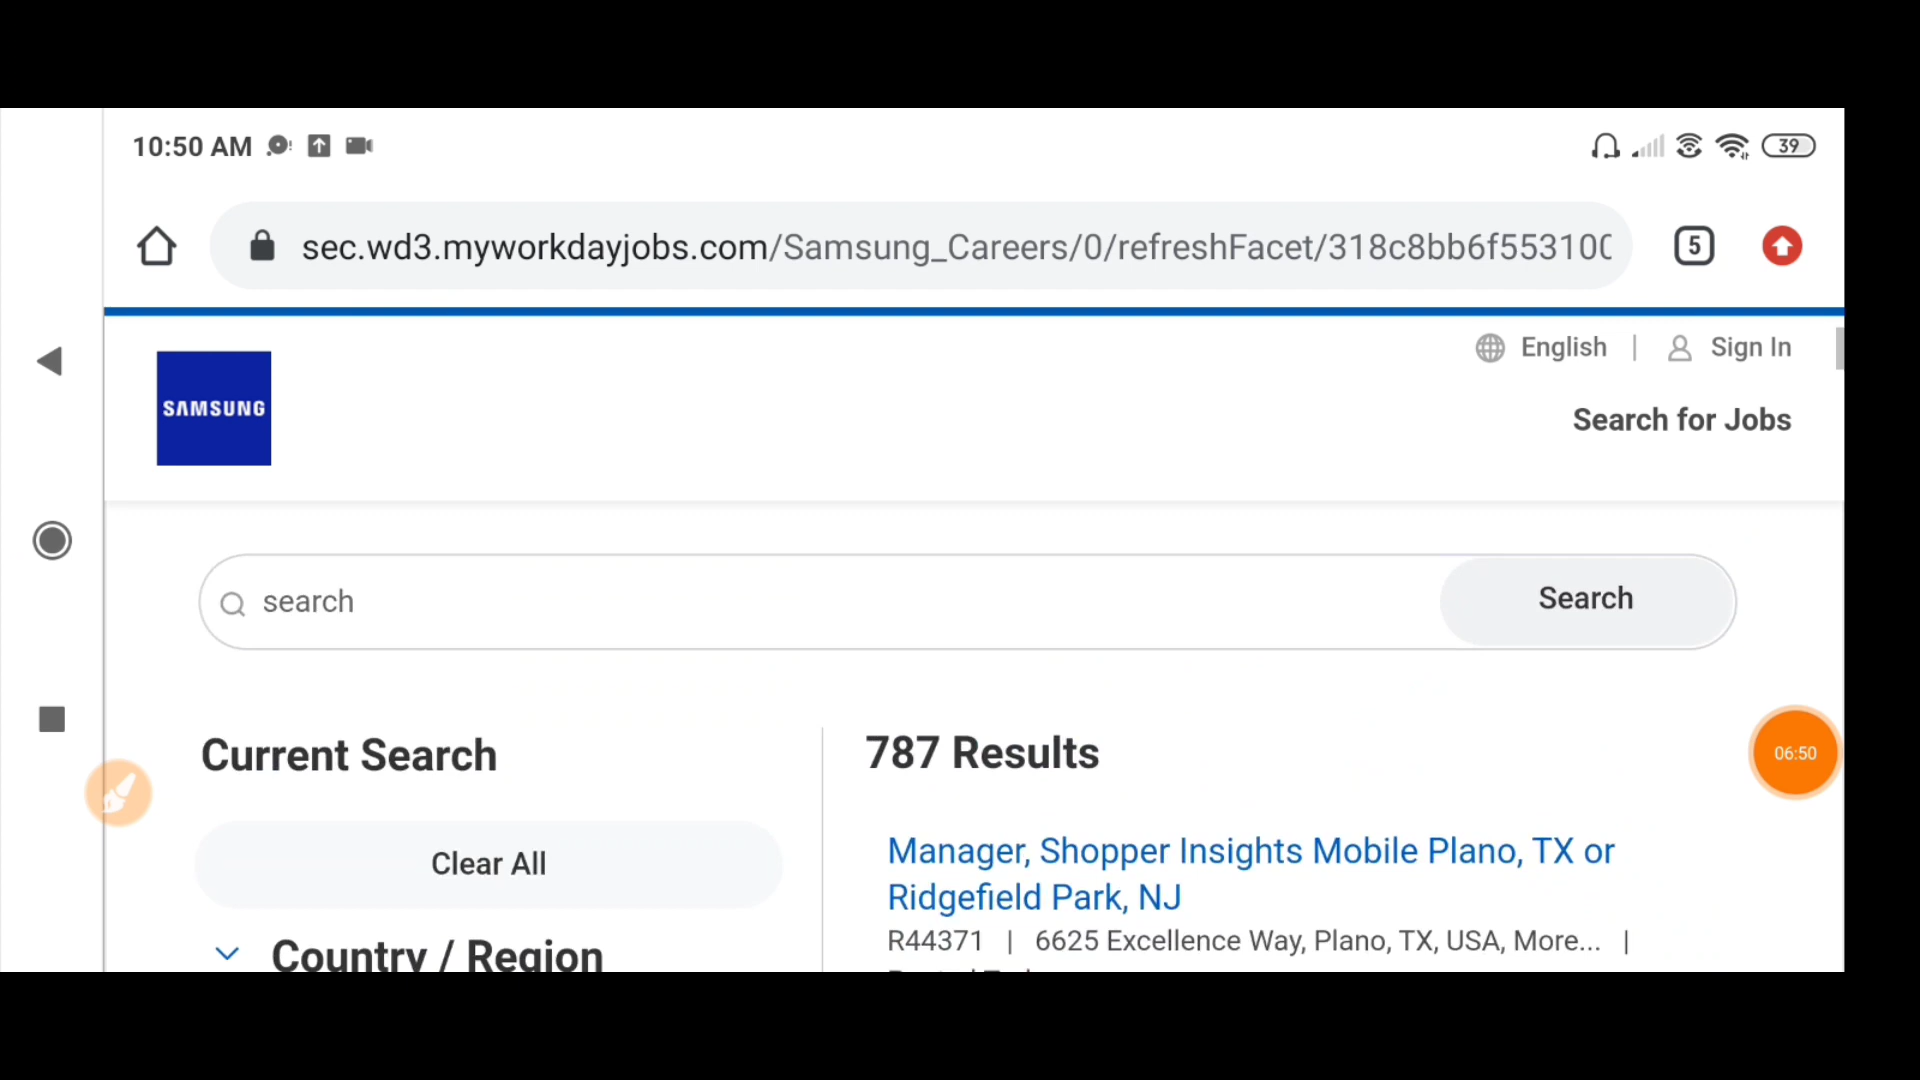 10:50 AM
39
sec.wd3.myworkdayjobs.com/Samsung_Careers/0/refreshFacet/318c8bb6f553100
5
English | Sign In
SAMSUNG
Search for Jobs
search
Search
Current Search
787 Results
06:50
Clear All
Manager, Shopper Insights Mobile Plano, TX or
Ridgefield Park, NJ
R44371 | 6625 Excellence Way, Plano, TX, USA, More... |
Country / Region